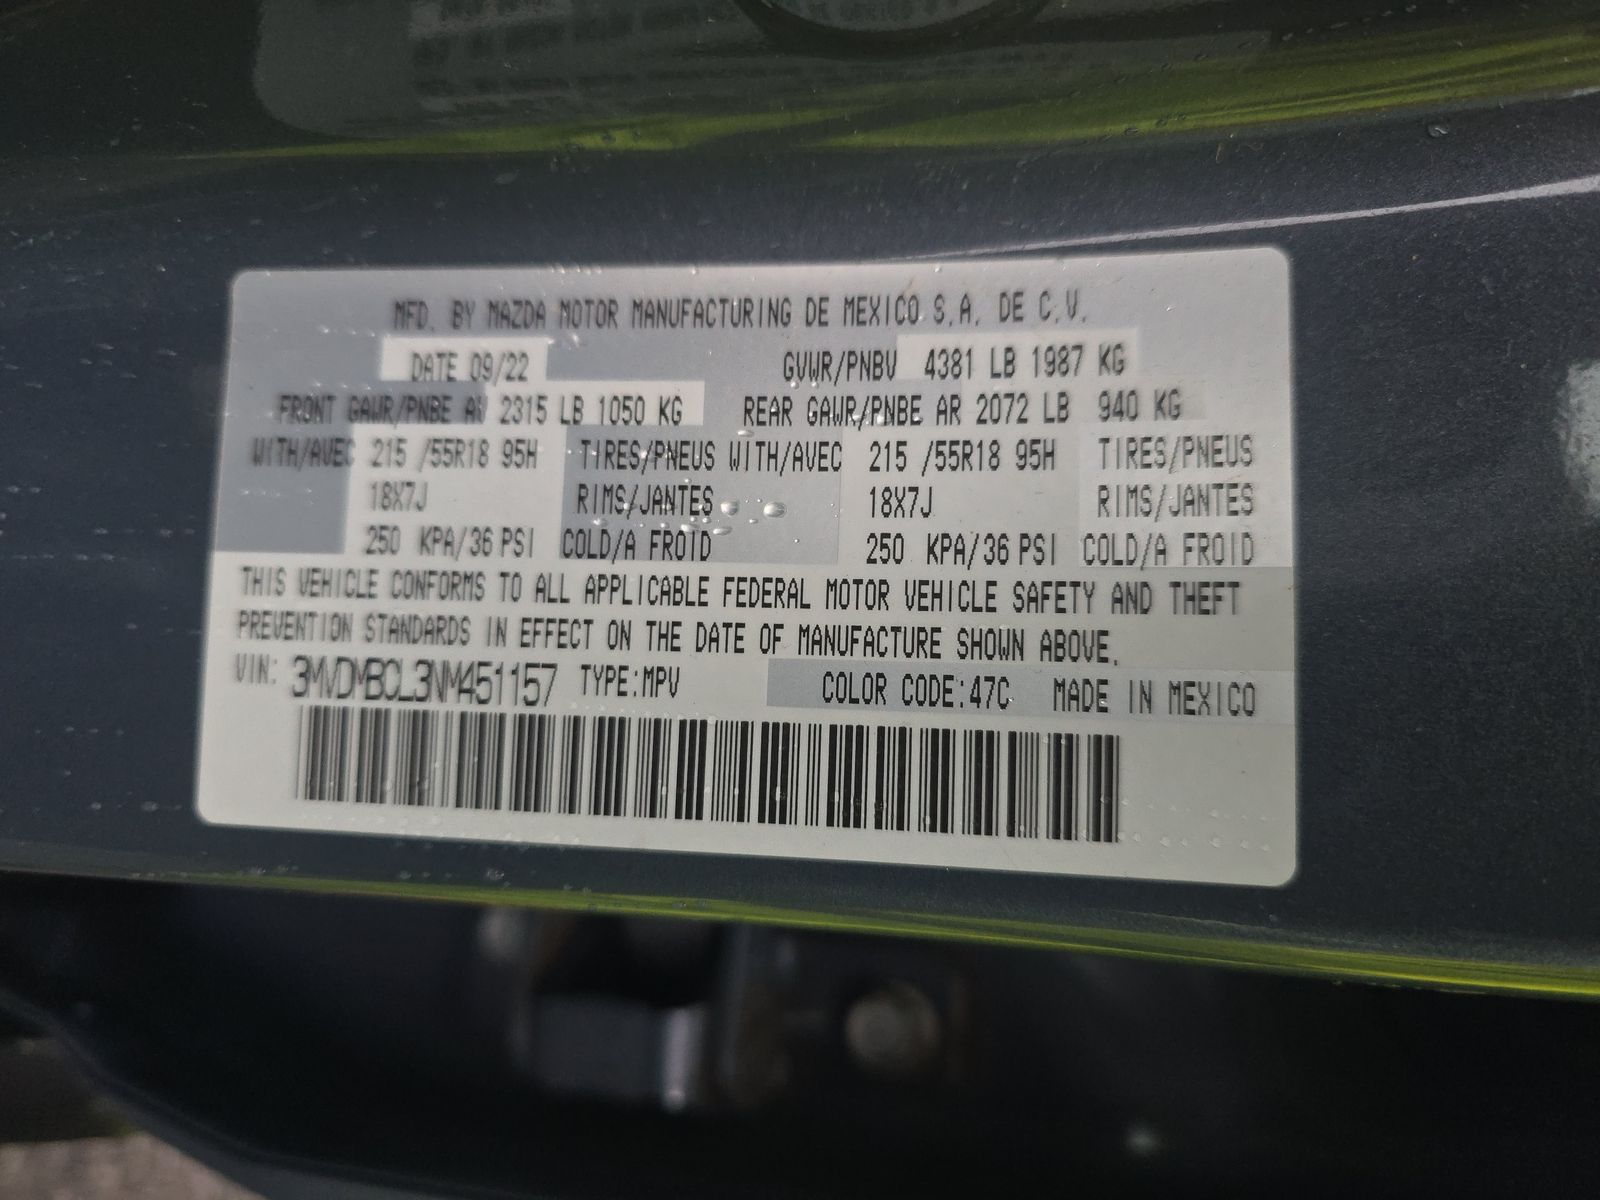 MFD. BY MAZDA MOTOR MANUFACTURING DE MEXICO S.A. DE C.V.
DATE 09/22 GVWR/PNBV 4381 LB 1987 KG
FRONT GAWR/PNBE AV 2315 LB 1050 KG REAR GAWR/PNBE AR 2072 LB 940 KG
WITH/AVEC 215 /55R18 95H TIRES/PNEUS WITH/AVEC 215 /55R18 95H TIRES/PNEUS
18X7J RIMS/JANTES 18X7J RIMS/JANTES
250 KPA/36 PSI COLD/A FROID 250 KPA/36 PSI COLD/A FROID
THIS VEHICLE CONFORMS TO ALL APPLICABLE FEDERAL MOTOR VEHICLE SAFETY AND THEFT
PREVENTION STANDARDS IN EFFECT ON THE DATE OF MANUFACTURE SHOWN ABOVE.
VIN: 3MVDMBCL3NM451157 TYPE:MPV COLOR CODE:47C MADE IN MEXICO